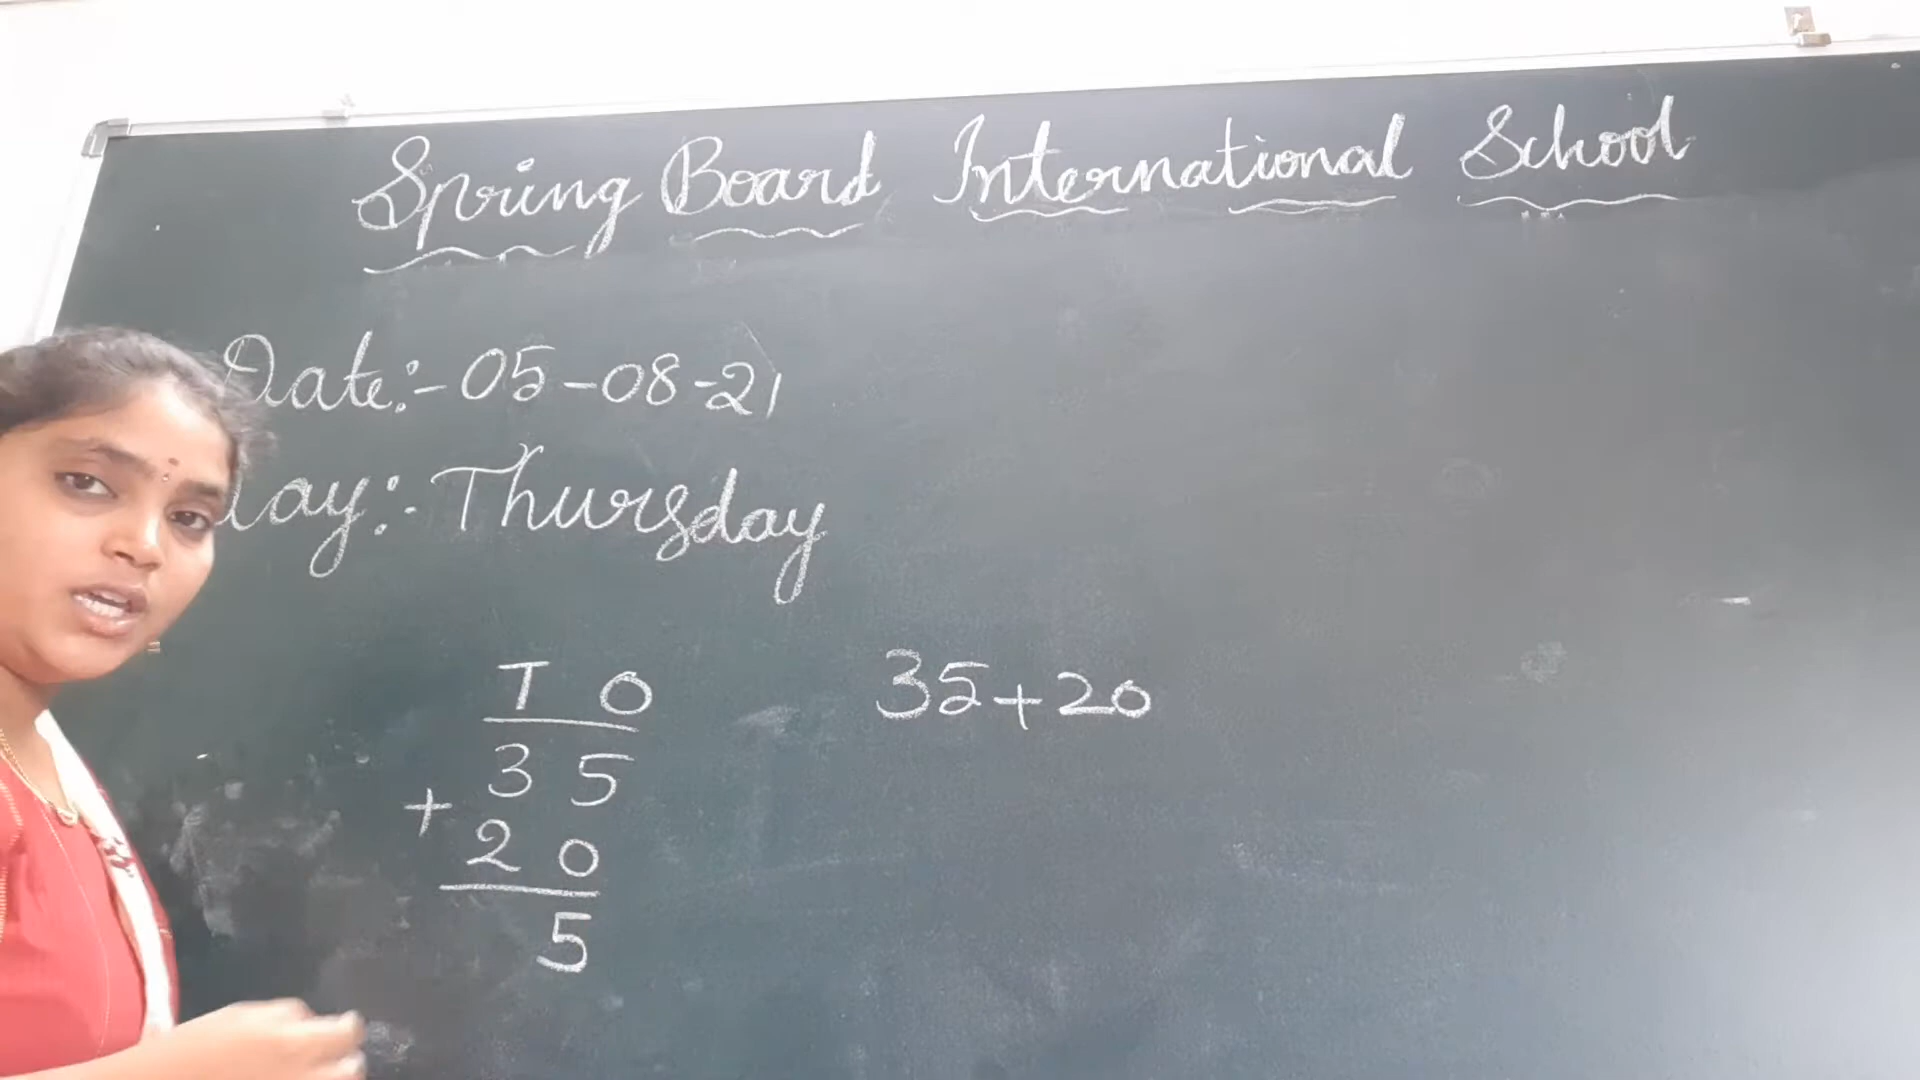 Spring Board International School
Date:- 05-08-21
Day:- Thursday
T O
35+20
3 5
+ 2 0
5